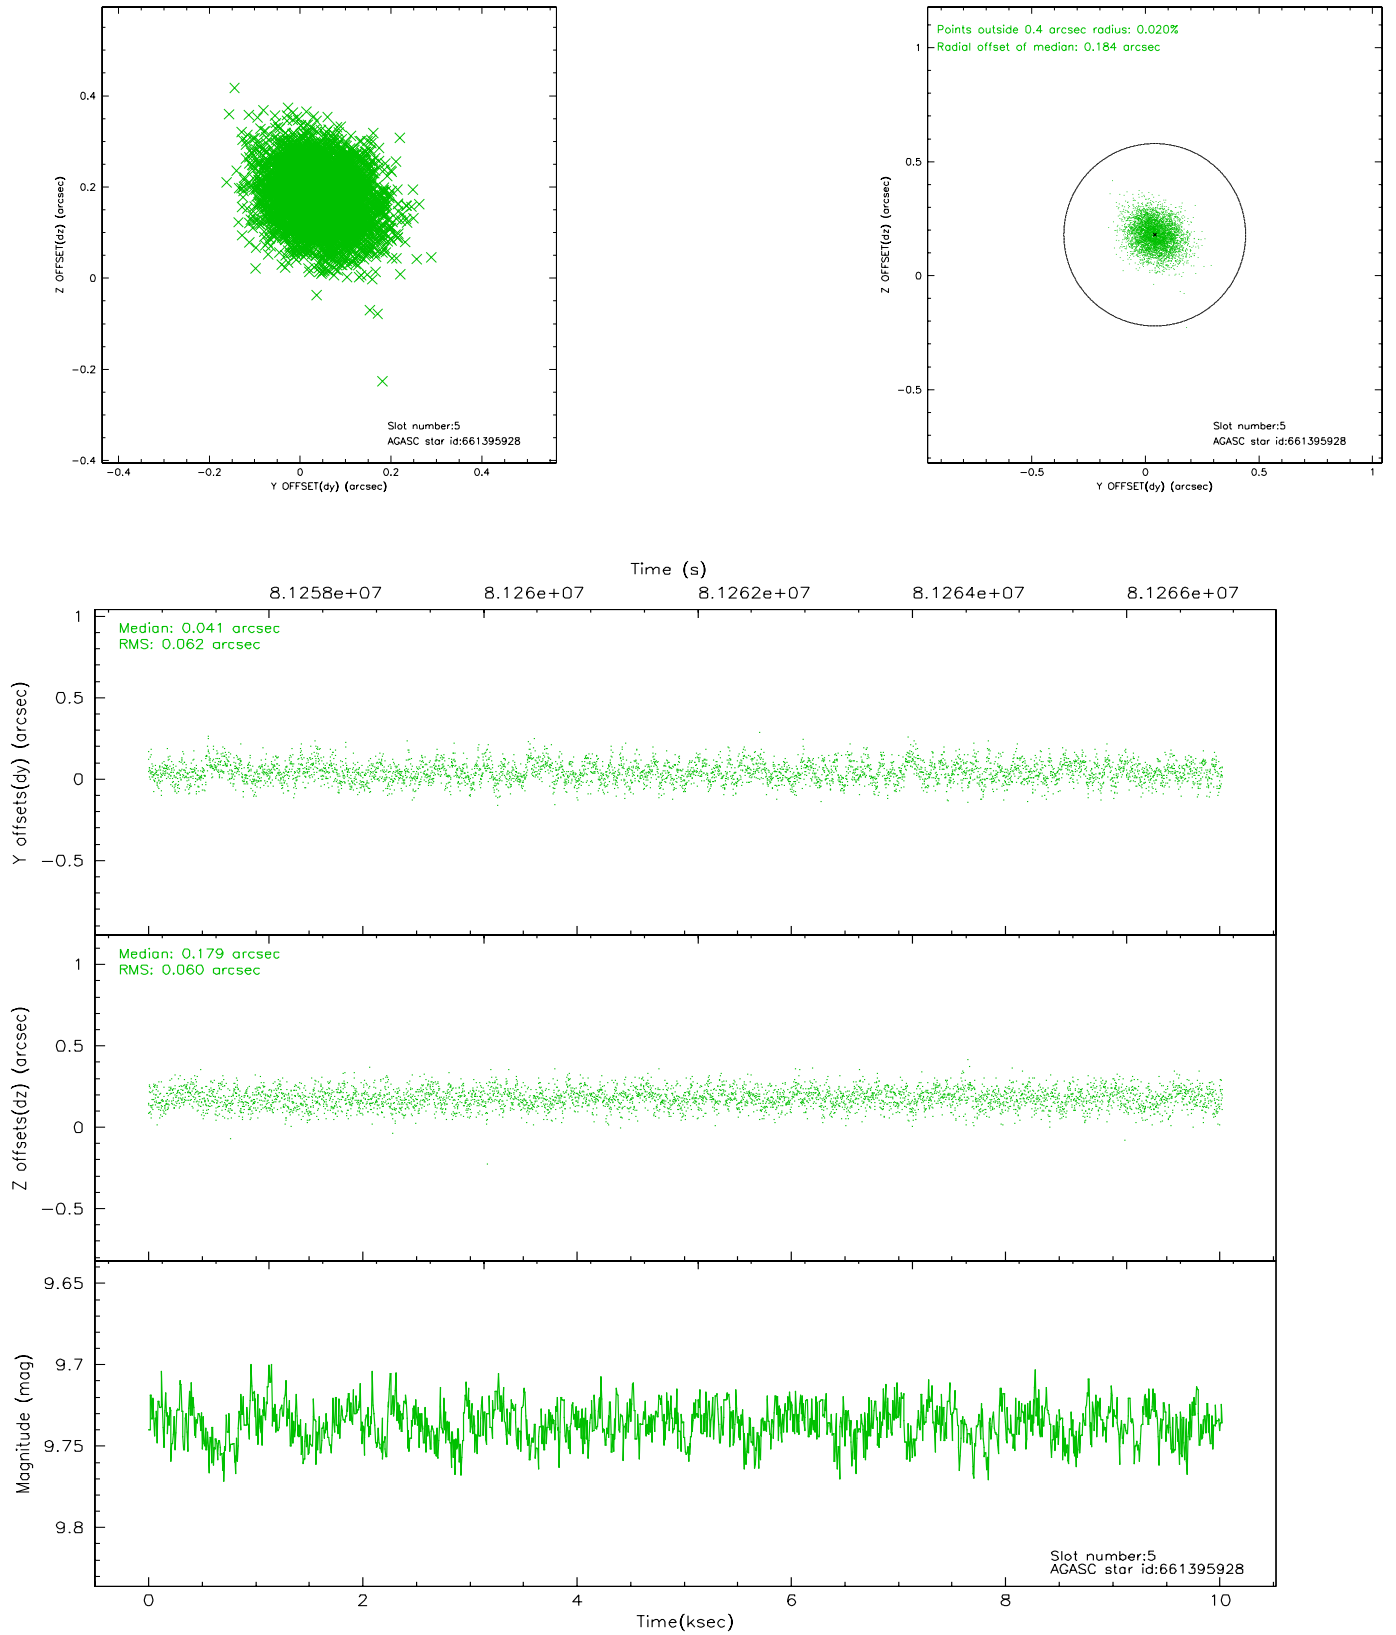 0.4
0.2
0
−0.2
−0.4
Z OFFSET(dz) (arcsec)
Slot number:5
AGASC star id:661395928
−0.4 −0.2 0 0.2 0.4
Y OFFSET(dy) (arcsec)
Points outside 0.4 arcsec radius: 0.020%
Radial offset of median: 0.184 arcsec
1
0.5
0
−0.5
Z OFFSET(dz) (arcsec)
Slot number:5
AGASC star id:661395928
−0.5 0 0.5 1
Y OFFSET(dy) (arcsec)
Time (s)
8.1258e+07 8.126e+07 8.1262e+07 8.1264e+07 8.1266e+07
Median: 0.041 arcsec
RMS: 0.062 arcsec
1
0.5
0
−0.5
Y offsets(dy) (arcsec)
Median: 0.179 arcsec
RMS: 0.060 arcsec
1
0.5
0
−0.5
Z offsets(dz) (arcsec)
9.65
9.7
9.75
9.8
Magnitude (mag)
Slot number:5
AGASC star id:661395928
0 2 4 6 8 10
Time(ksec)